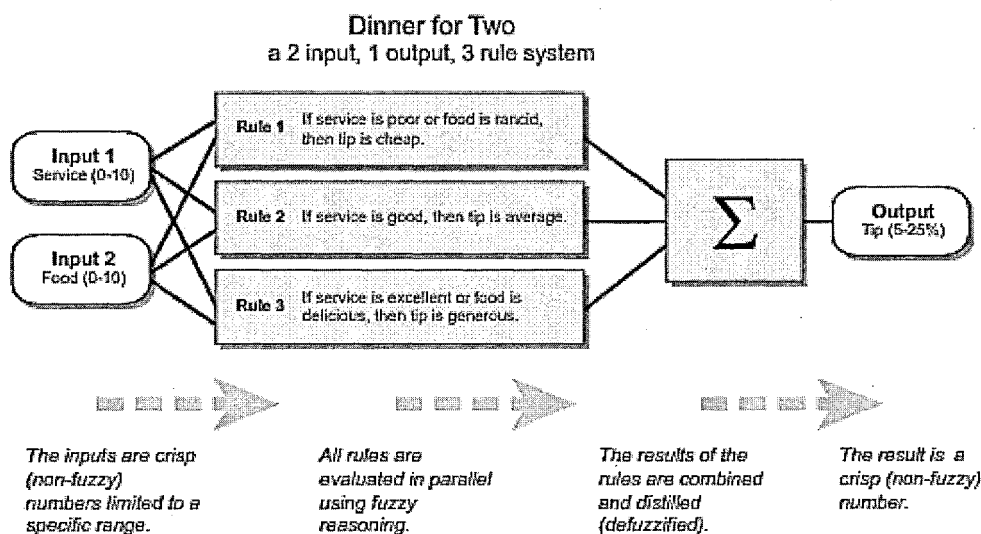 Dinner for Two
a 2 input, 1 output, 3 rule system
Input 1
Service (0-10)
Input 2
Food (0-10)
Rule 1
If service is poor or food is rancid,
then tip is cheap.
Rule 2
If service is good, then tip is average.
Rule 3
If service is excellent or food is
delicious, then tip is generous.
Σ
Output
Tip (5-25%)
The inputs are crisp
(non-fuzzy)
numbers limited to a
specific range.
All rules are
evaluated in parallel
using fuzzy
reasoning.
The results of the
rules are combined
and distilled
(defuzzified).
The result is a
crisp (non-fuzzy)
number.